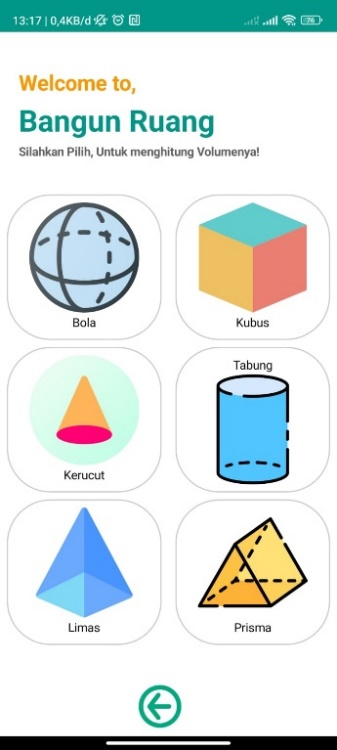 13:17 | 0,4KB/d
76
Welcome to,
Bangun Ruang
Silahkan Pilih, Untuk menghitung Volumenya!
Bola
Kubus
Kerucut
Tabung
Limas
Prisma